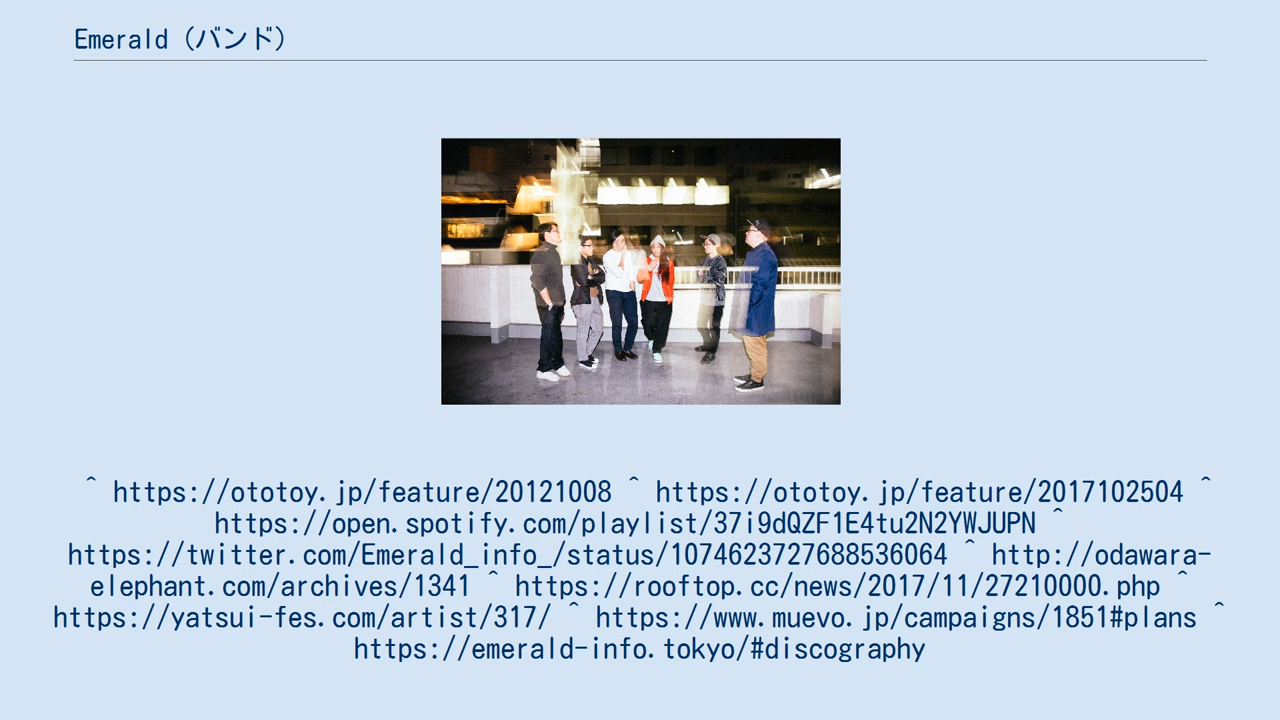 Emerald（バンド）
^ https://ototoy.jp/feature/20121008 ^ https://ototoy.jp/feature/2017102504 ^
https://open.spotify.com/playlist/37i9dQZF1E4tu2N2YWJUPN ^
https://twitter.com/Emerald_info_/status/1074623727688536064 ^ http://odawara-
elephant.com/archives/1341 ^ https://rooftop.cc/news/2017/11/27210000.php ^
https://yatsui-fes.com/artist/317/ ^ https://www.muevo.jp/campaigns/1851#plans ^
https://emerald-info.tokyo/#discography